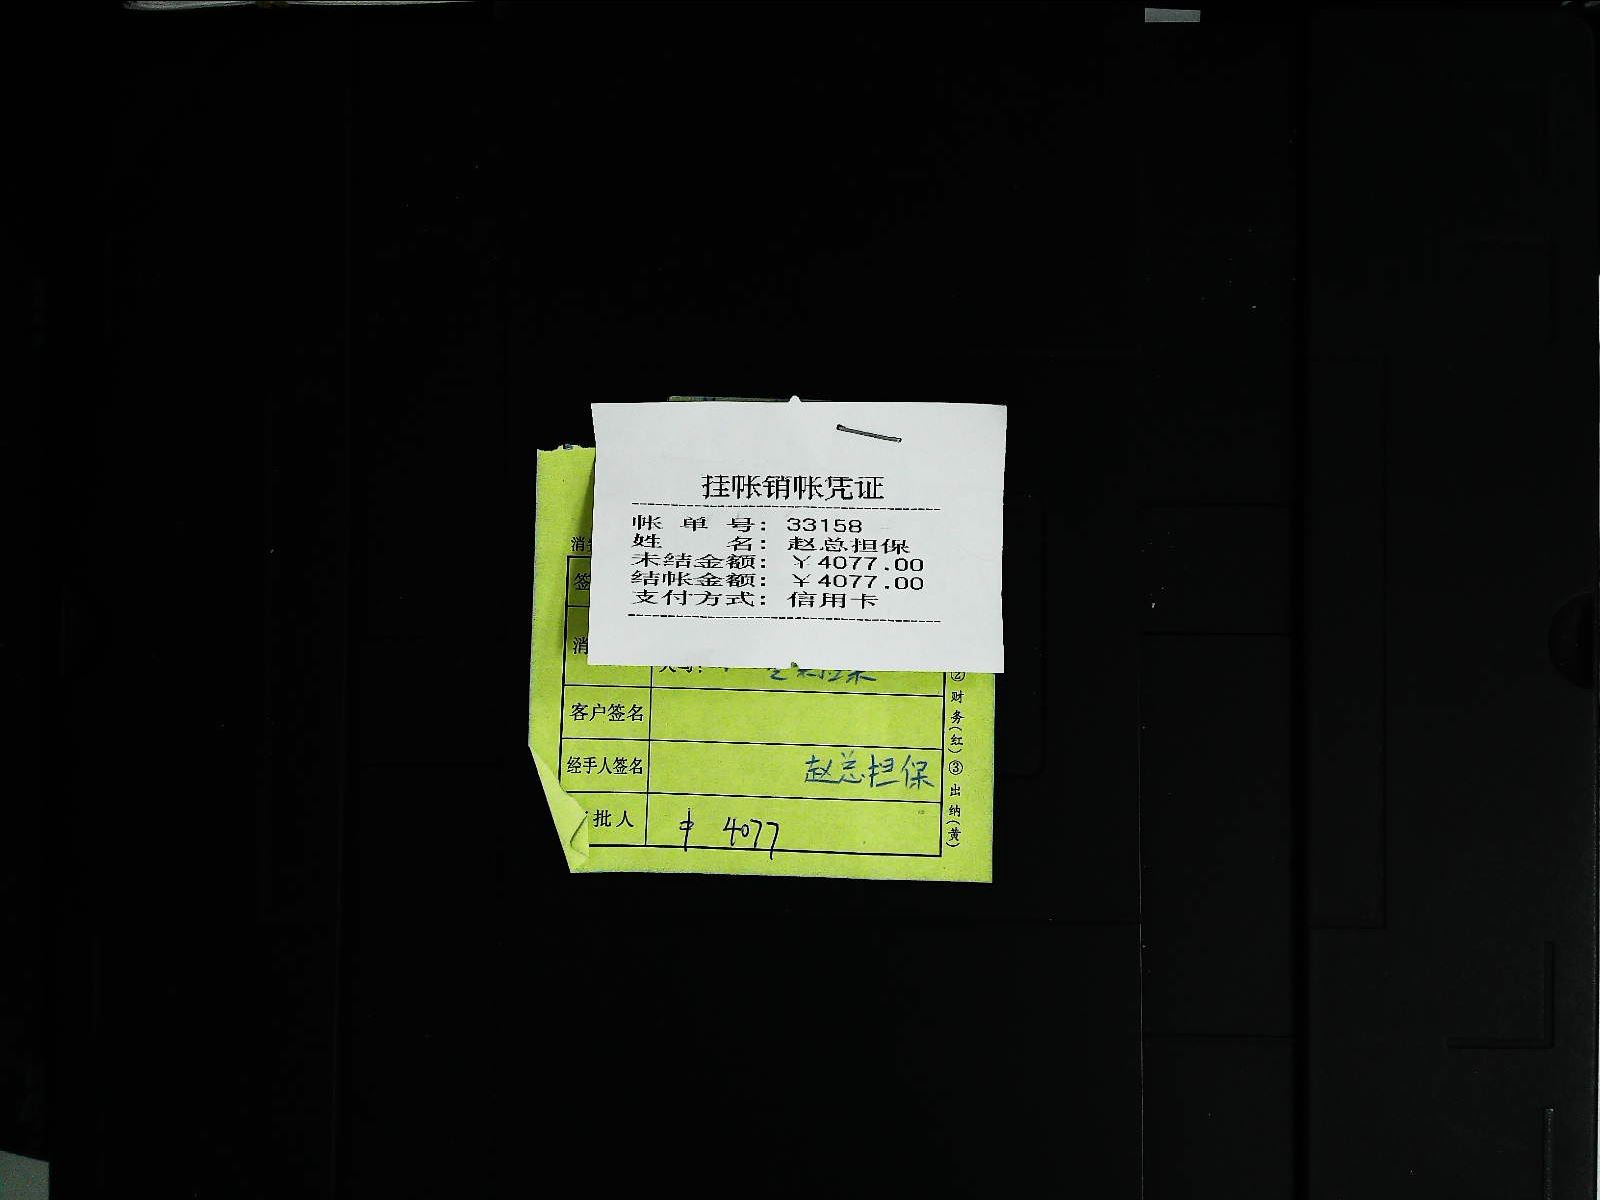 挂帐销帐凭证
帐 单 号： 33158
姓 名： 赵总担保
未结金额： ￥4077.00
结帐金额： ￥4077.00
支付方式： 信用卡
消
签
消
大写：
客户签名
经手人签名 赵总担保
批人 4077
② 财务（红） ③ 出纳（黄）